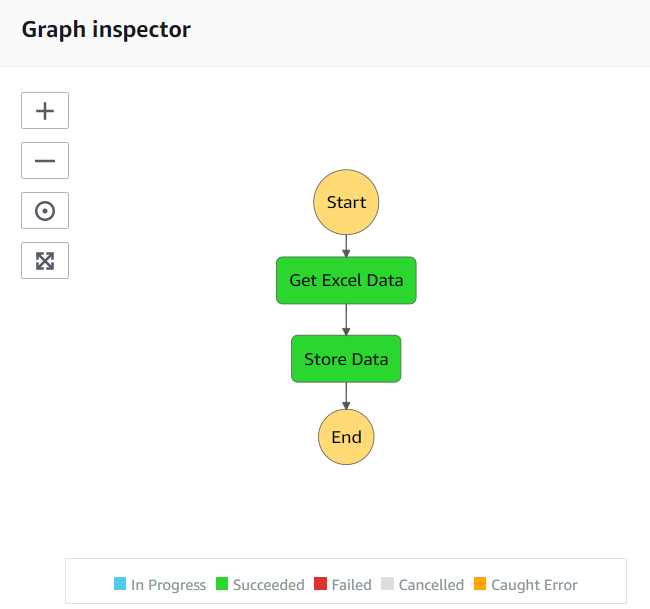 Graph inspector
Start
Get Excel Data
Store Data
End
In Progress Succeeded Failed Cancelled Caught Error